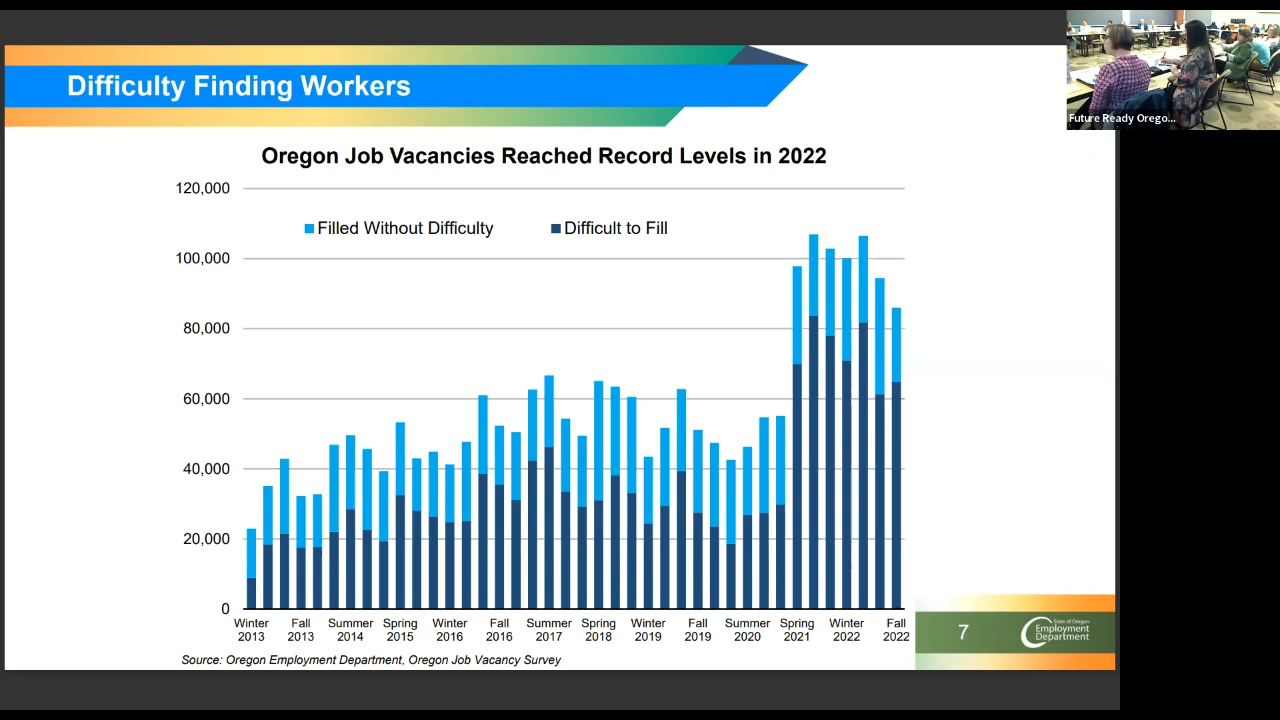 Difficulty Finding Workers
Future Ready Orego...
Oregon Job Vacancies Reached Record Levels in 2022
120,000
Filled Without Difficulty
Difficult to Fill
100,000
80,000
60,000
40,000
20,000
0
Winter Fall Summer Spring Winter Fall Summer Spring Winter Fall Summer Spring Winter Fall
2013 2013 2014 2015 2016 2016 2017 2018 2019 2019 2020 2021 2022 2022
Source: Oregon Employment Department, Oregon Job Vacancy Survey
7
State of Oregon
Employment
Department